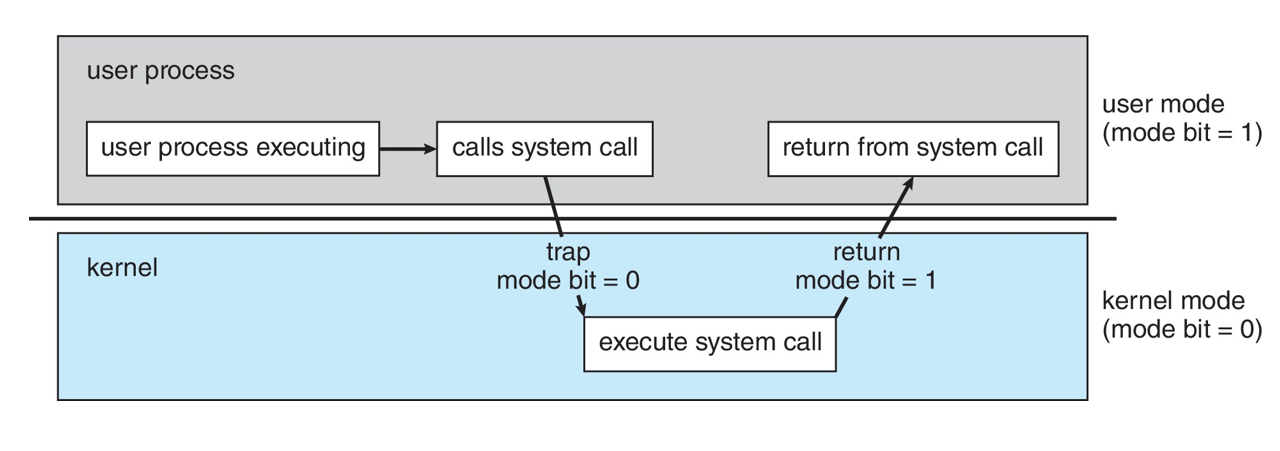 user process
user process executing
calls system call
return from system call
user mode
(mode bit = 1)
kernel
trap
mode bit = 0
return
mode bit = 1
execute system call
kernel mode
(mode bit = 0)